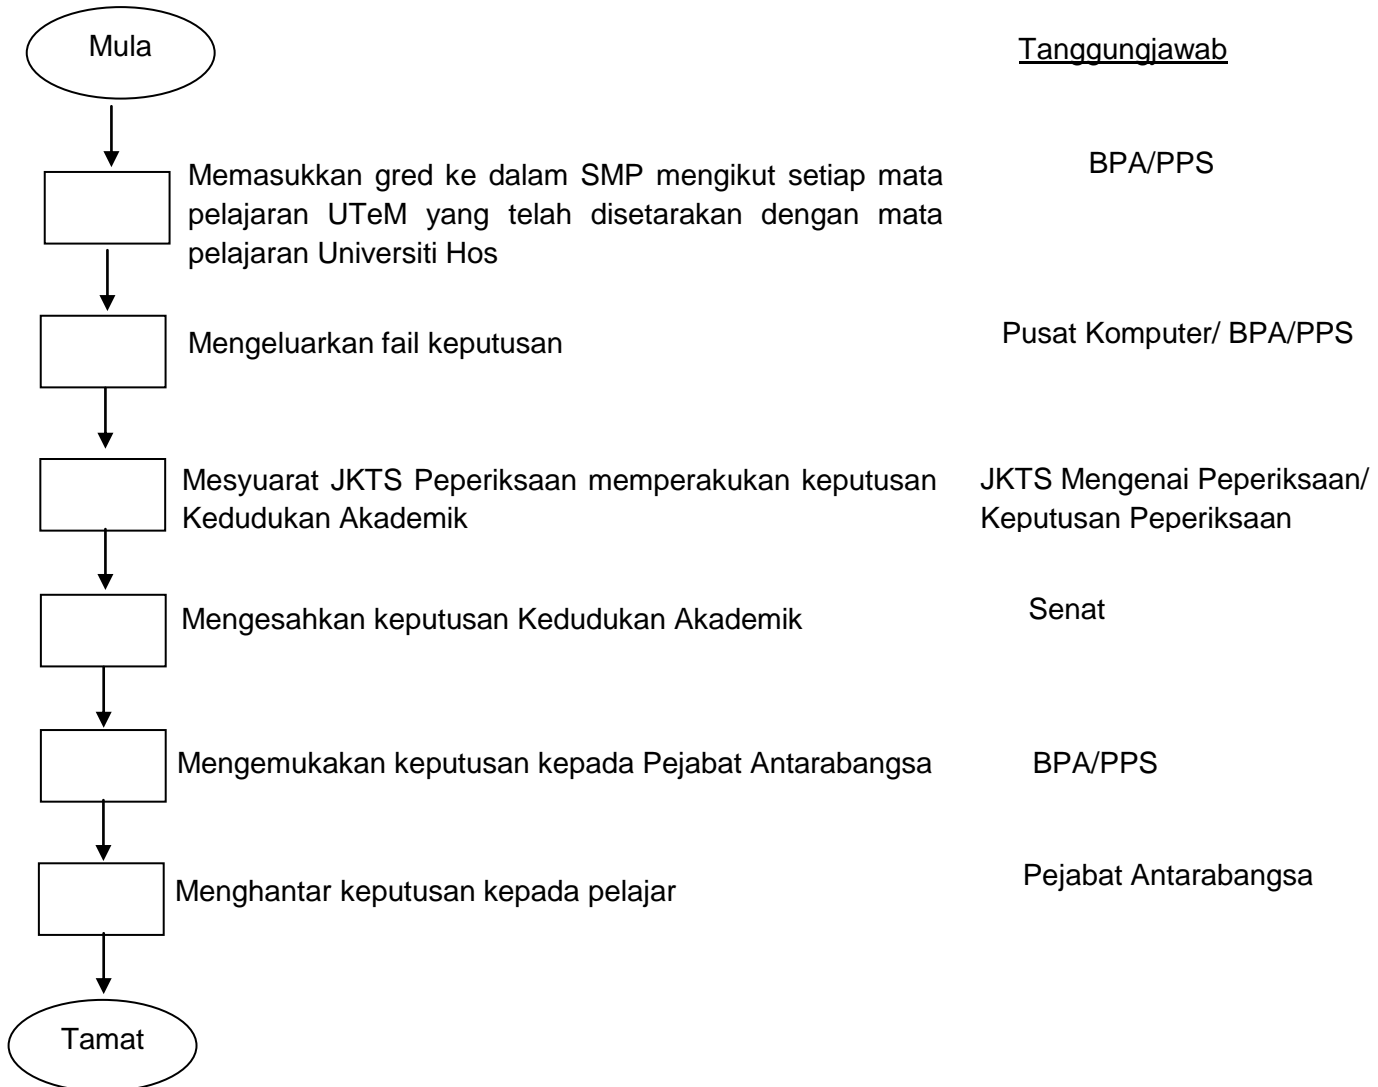 Mula
Tanggungjawab
Memasukkan gred ke dalam SMP mengikut setiap mata
pelajaran UTeM yang telah disetarakan dengan mata
pelajaran Universiti Hos
BPA/PPS
Mengeluarkan fail keputusan
Pusat Komputer/ BPA/PPS
Mesyuarat JKTS Peperiksaan memperakukan keputusan
Kedudukan Akademik
JKTS Mengenai Peperiksaan/
Keputusan Peperiksaan
Mengesahkan keputusan Kedudukan Akademik
Senat
Mengemukakan keputusan kepada Pejabat Antarabangsa
BPA/PPS
Menghantar keputusan kepada pelajar
Pejabat Antarabangsa
Tamat